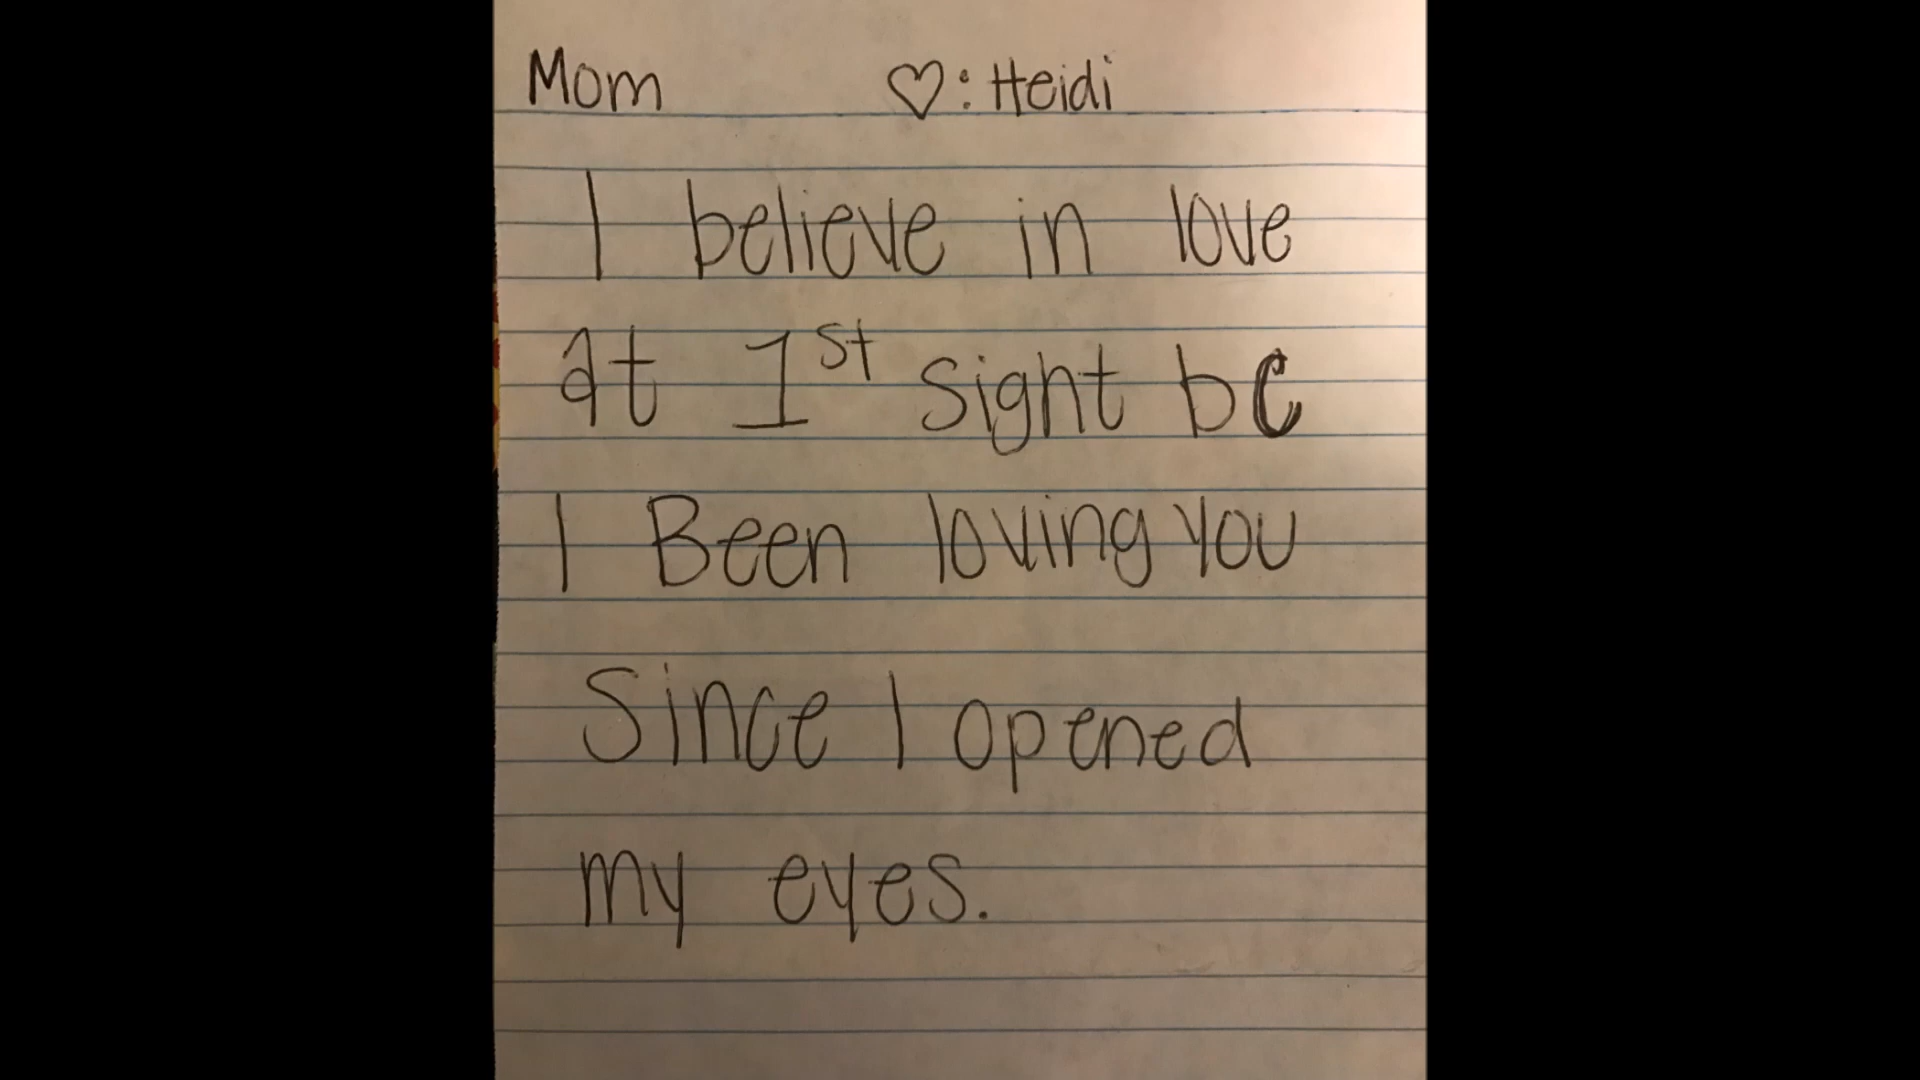 Mom ♡: Heidi
I believe in love
at 1st sight bc
I Been loving you
Since I opened
my eyes.